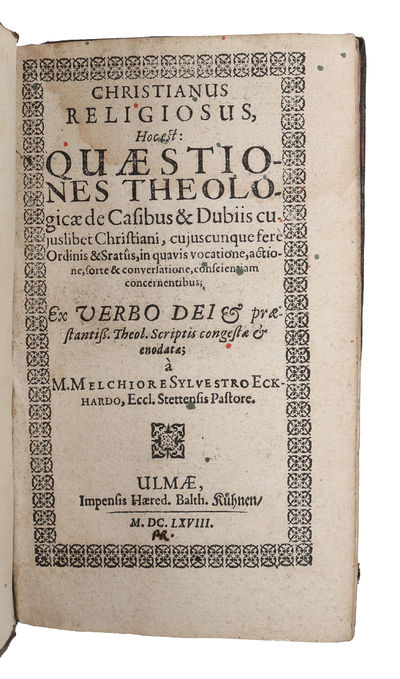 CHRISTIANUS
RELIGIOSUS,
Hoc est:
QUÆSTIO-
NES THEOLO-
gicæ de Casibus & Dubiis cu-
juslibet Christiani, cujuscunque ferè
Ordinis & Status, in quavis vocatione, actio-
ne, sorte & conversatione, conscientiam
concernentibus;
Ex VERBO DEI & præ-
stantiss. Theol. Scriptis congestæ &
enodatæ;
à
M. MELCHIORE SYLVESTRO ECK-
HARDO, Eccl. Stettensis Pastore.
ULMÆ,
Impensis Hæred. Balth. Kühnen/
M. DC. LXVIII.